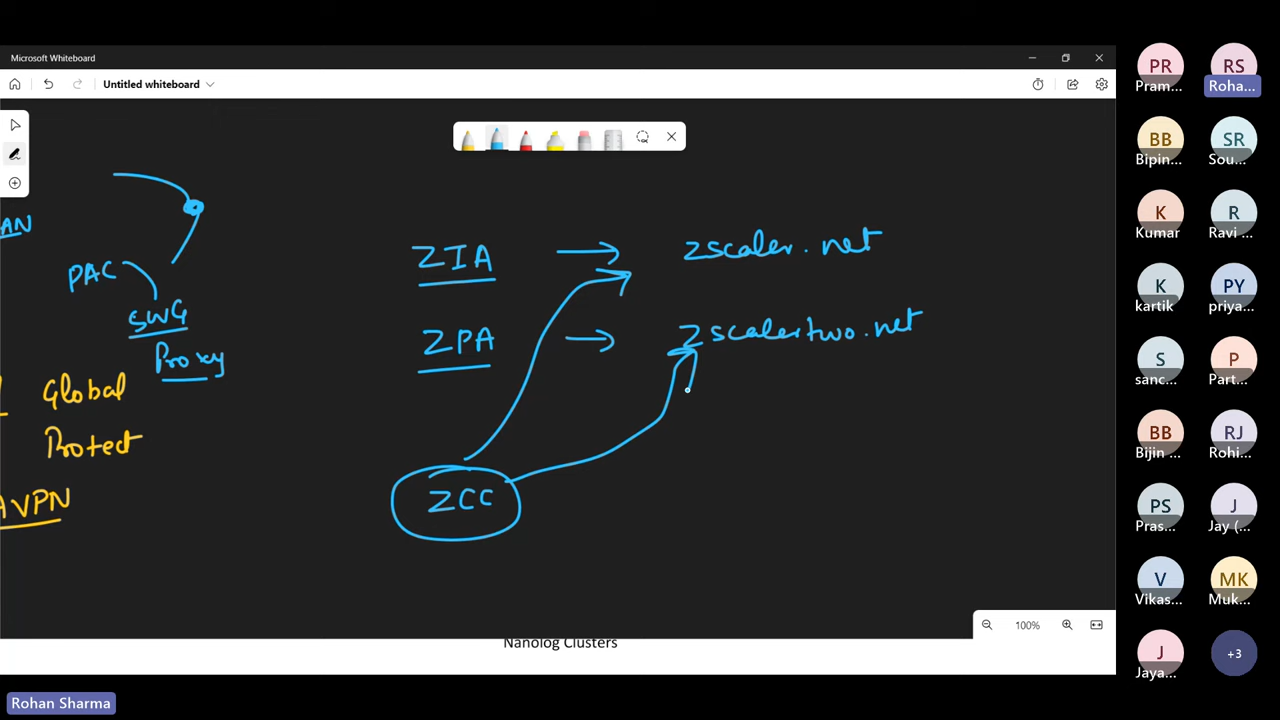 Microsoft Whiteboard
Untitled whiteboard
AN
PAC
SWG
Proxy
Global
Protect
AVPN
ZIA → zscaler.net
ZPA → zscalertwo.net
ZCC
100%
Nanolog Clusters
Rohan Sharma
PR
Pram...
RS
Roha...
BB
Bipin...
SR
Sou...
K
Kumar
R
Ravi ...
K
kartik
PY
priya...
S
sanc...
P
Part...
BB
Bijin ...
RJ
Rohi...
PS
Pras...
J
Jay (...
V
Vikas...
MK
Muk...
J
Jaya...
+3